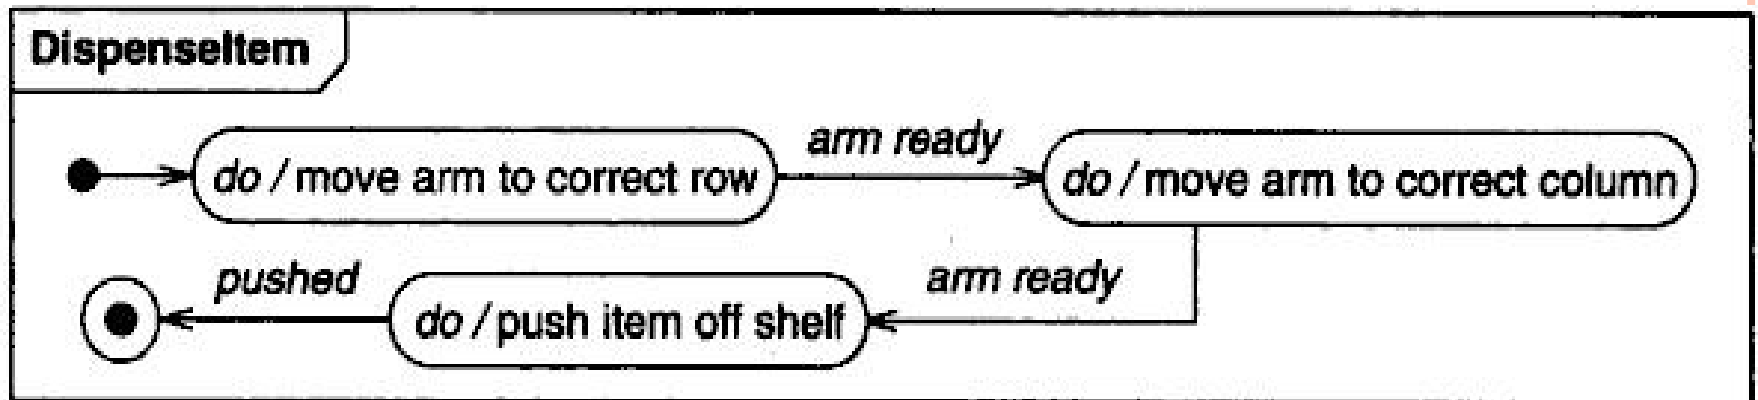 DispenseItem
arm ready
do / move arm to correct row
do / move arm to correct column
pushed
arm ready
do / push item off shelf